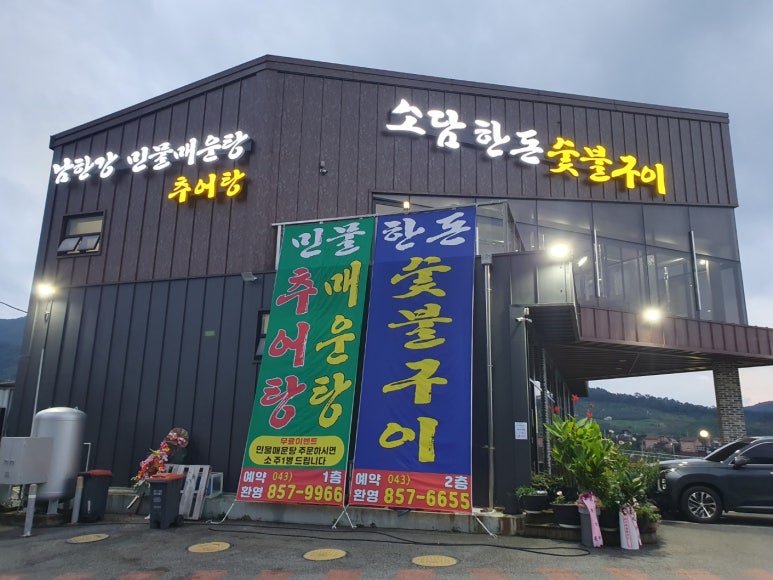 남한강 민물매운탕
추어탕
소담 한돈 숯불구이
민물
추어탕
매운탕
무료이벤트
민물매운탕 주문하시면
소주1병 드립니다
예약 043) 1층
환영 857-9966
한돈
숯불구이
예약 043) 2층
환영 857-6655